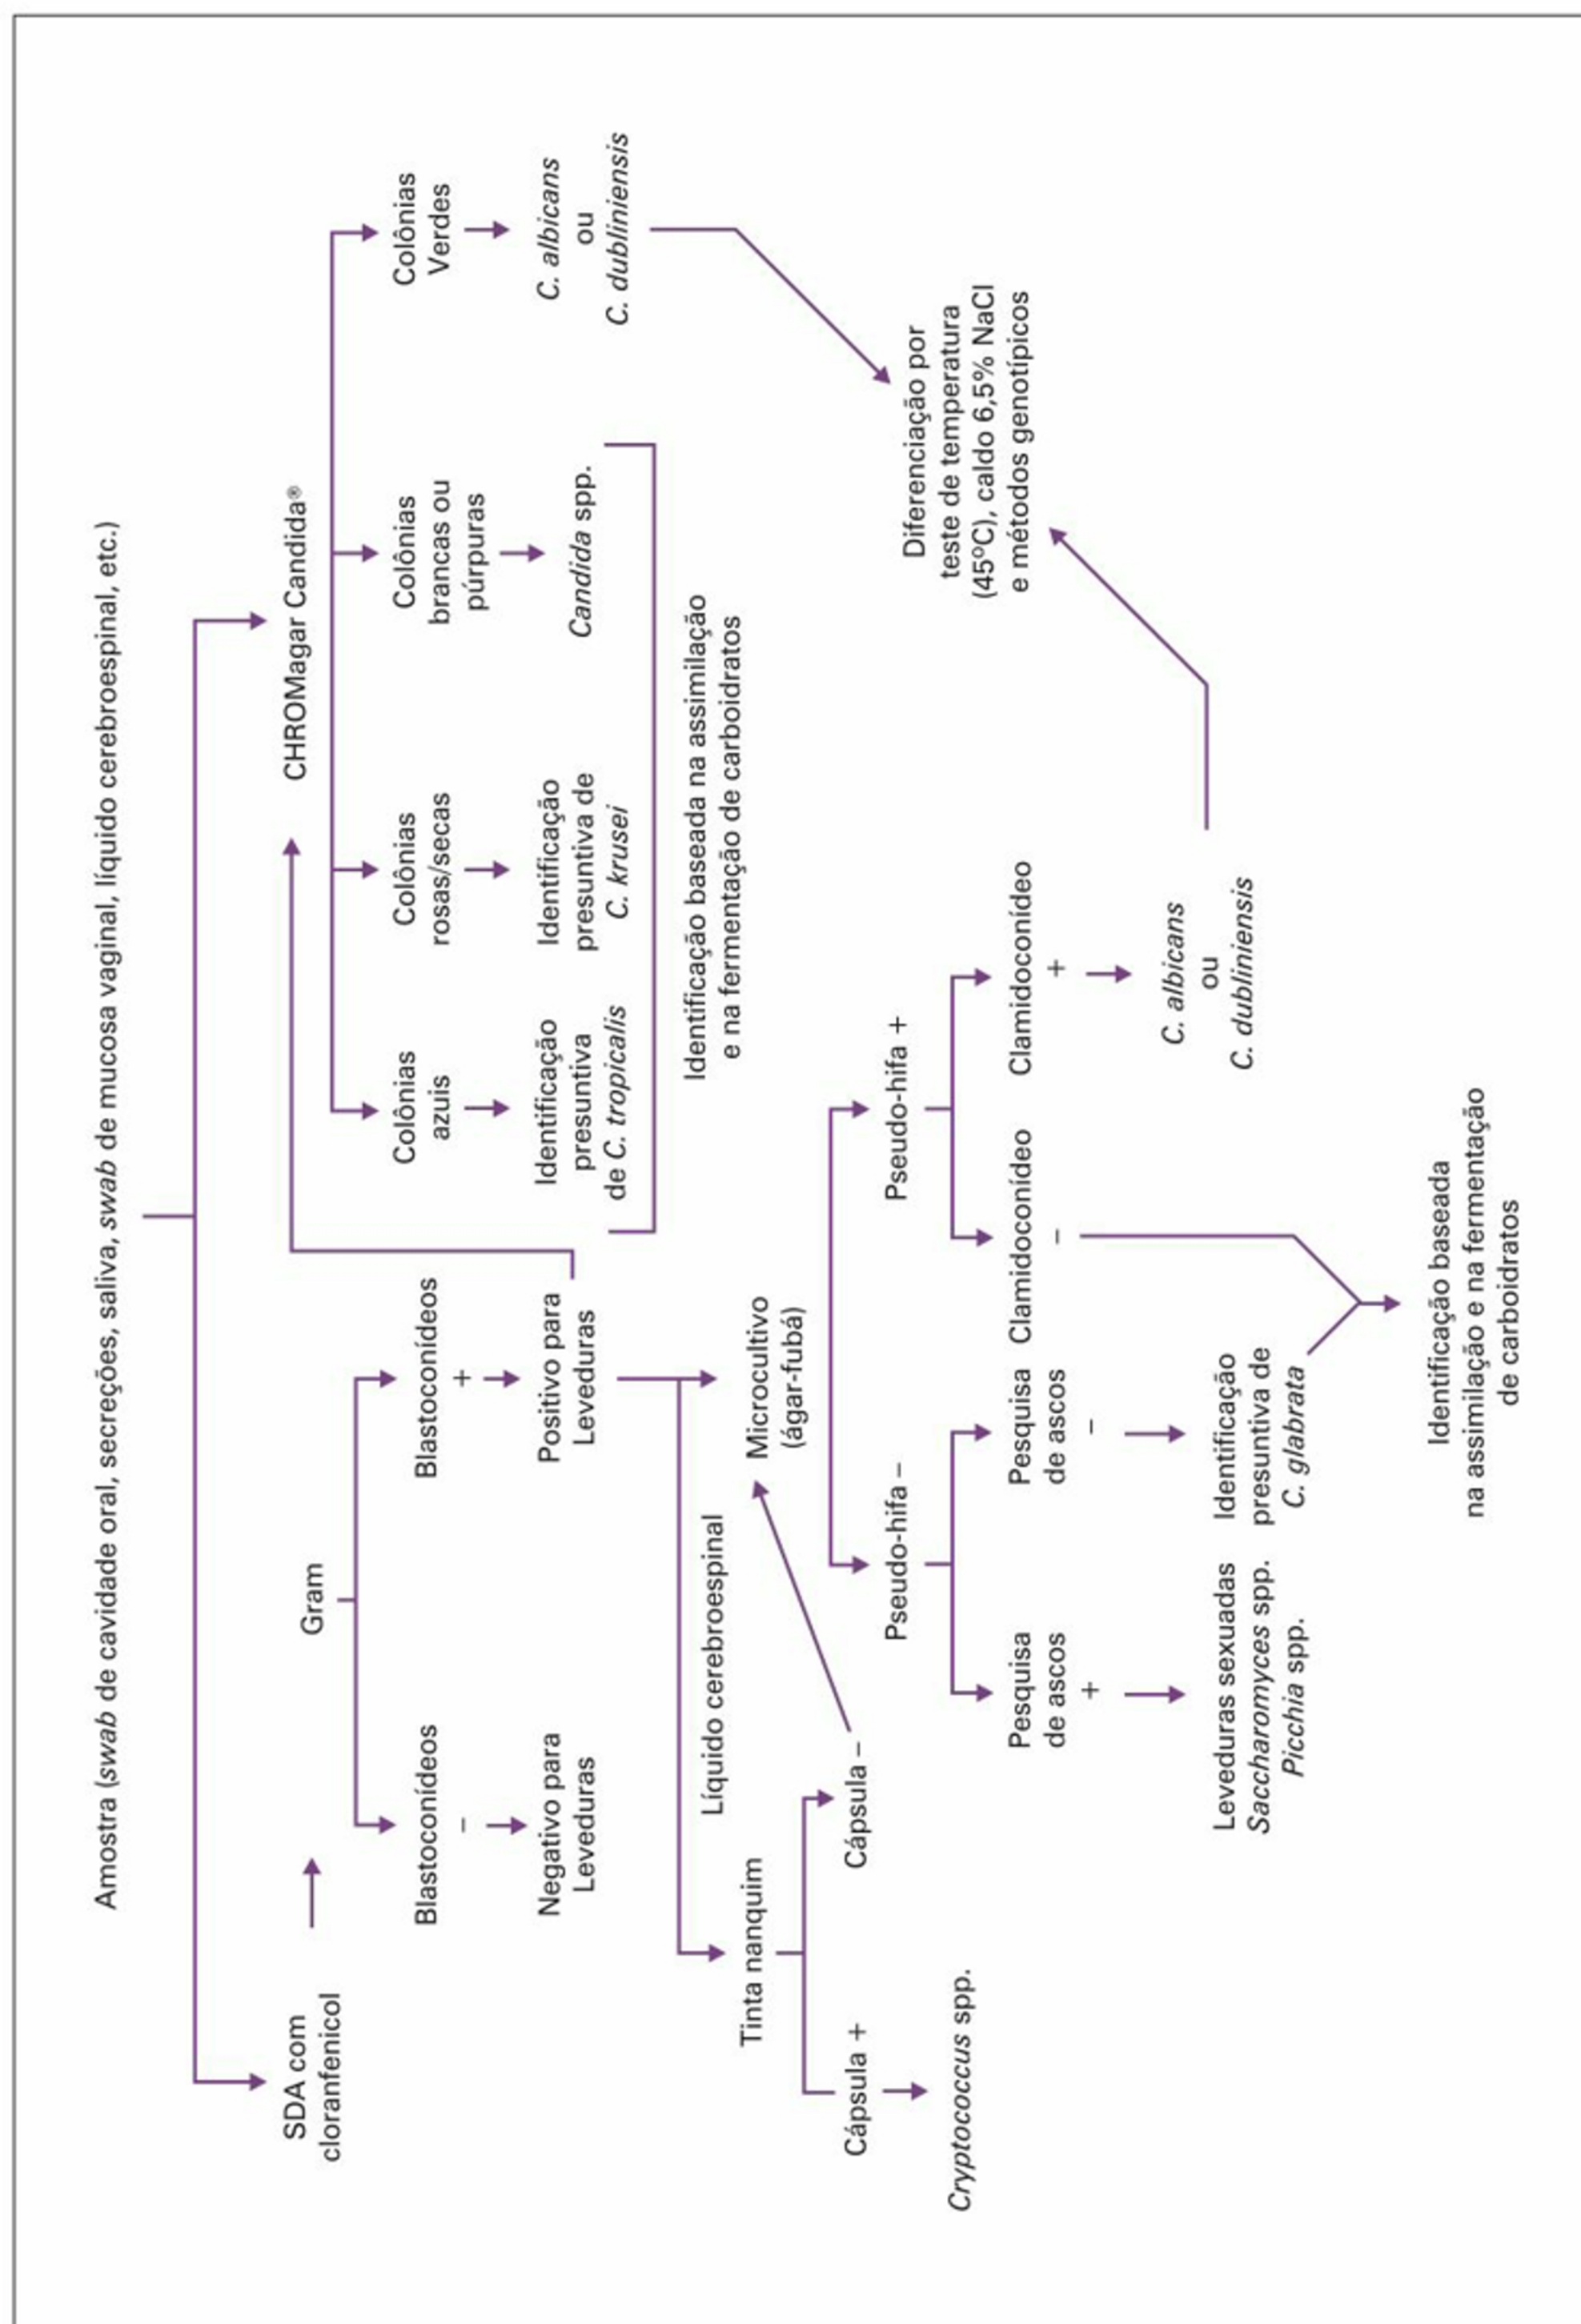 Amostra (swab de cavidade oral, secreções, saliva, swab de mucosa vaginal, líquido cerebroespinal, etc.)
SDA com
cloranfenicol
Gram
Blastoconídeos
–
Negativo para
Leveduras
Blastoconídeos
+
Positivo para
Leveduras
CHROMagar Candida®
Colônias
azuis
Identificação
presuntiva
de C. tropicalis
Colônias
rosas/secas
Identificação
presuntiva de
C. krusei
Colônias
brancas ou
púrpuras
Candida spp.
Colônias
Verdes
C. albicans
ou
C. dubliniensis
Identificação baseada na assimilação
e na fermentação de carboidratos
Líquido cerebroespinal
Tinta nanquim
Cápsula +
Cryptococcus spp.
Cápsula –
Microcultivo
(ágar-fubá)
Pseudo-hifa –
Pesquisa
de ascos
+
Leveduras sexuadas
Saccharomyces spp.
Picchia spp.
Pesquisa
de ascos
–
Identificação
presuntiva de
C. glabrata
Pseudo-hifa +
Clamidoconídeo
–
Clamidoconídeo
+
C. albicans
ou
C. dubliniensis
Diferenciação por
teste de temperatura
(45ºC), caldo 6,5% NaCl
e métodos genotípicos
Identificação baseada
na assimilação e na fermentação
de carboidratos